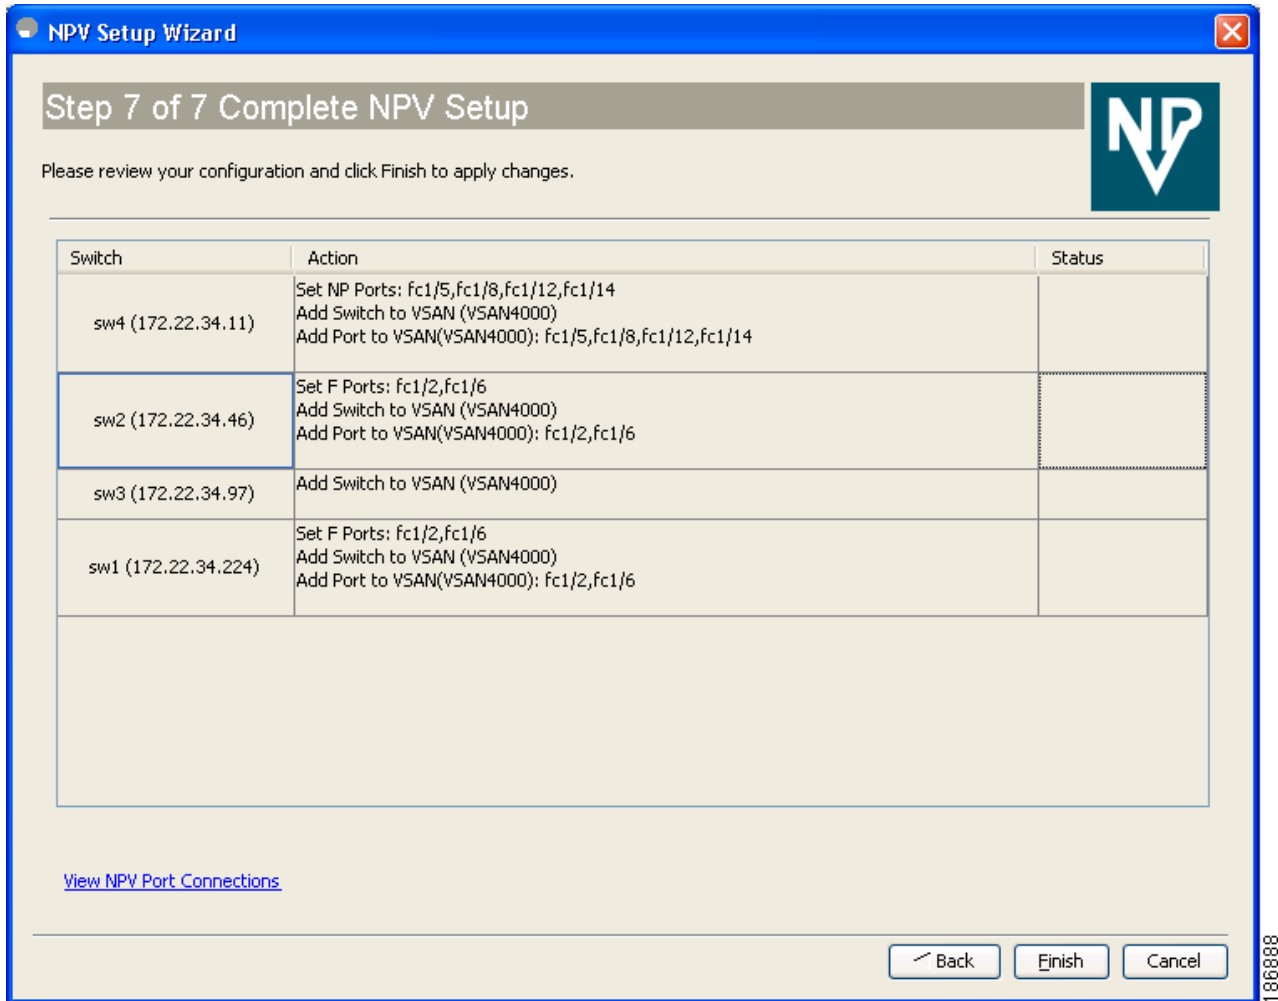 NPV Setup Wizard
Step 7 of 7 Complete NPV Setup
NPV
Please review your configuration and click Finish to apply changes.
Switch Action Status
sw4 (172.22.34.11)
Set NP Ports: fc1/5,fc1/8,fc1/12,fc1/14
Add Switch to VSAN (VSAN4000)
Add Port to VSAN(VSAN4000): fc1/5,fc1/8,fc1/12,fc1/14
sw2 (172.22.34.46)
Set F Ports: fc1/2,fc1/6
Add Switch to VSAN (VSAN4000)
Add Port to VSAN(VSAN4000): fc1/2,fc1/6
sw3 (172.22.34.97)
Add Switch to VSAN (VSAN4000)
sw1 (172.22.34.224)
Set F Ports: fc1/2,fc1/6
Add Switch to VSAN (VSAN4000)
Add Port to VSAN(VSAN4000): fc1/2,fc1/6
View NPV Port Connections
Back Finish Cancel
186888